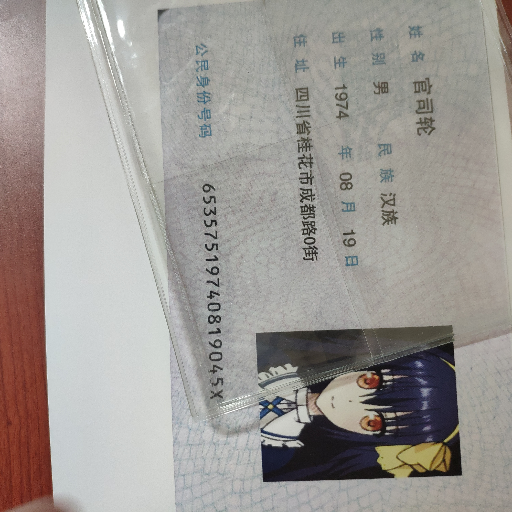 姓名 官司轮
性别 男 民族 汉族
出生 1974 年 08 月 19 日
住址 四川省桂花市成都路0街
公民身份号码 65357519740819045X